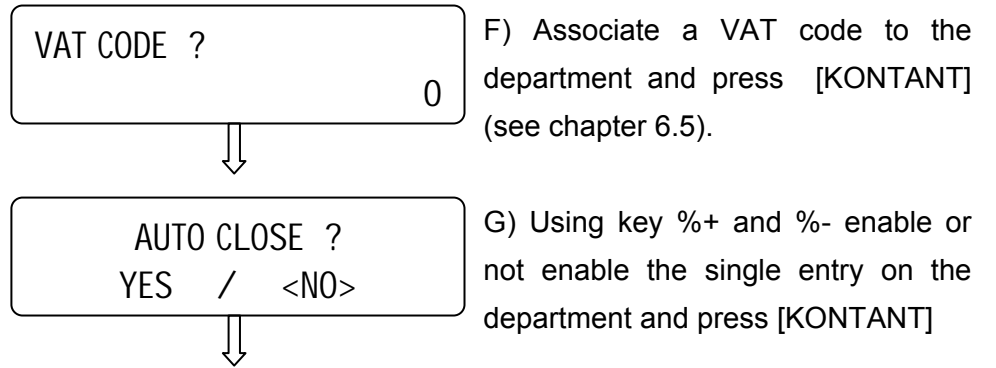 VAT CODE ?
0
F) Associate a VAT code to the
department and press [KONTANT]
(see chapter 6.5).
AUTO CLOSE ?
YES / <NO>
G) Using key %+ and %- enable or
not enable the single entry on the
department and press [KONTANT]